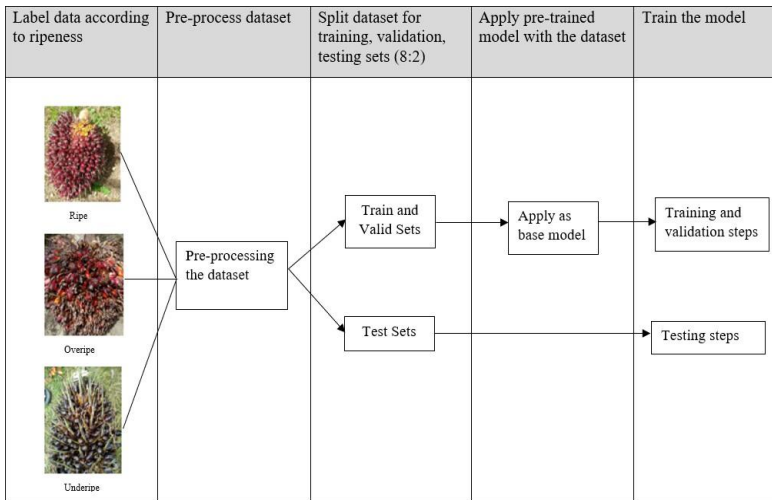 Label data according
to ripeness
Pre-process dataset
Split dataset for
training, validation,
testing sets (8:2)
Apply pre-trained
model with the dataset
Train the model
Ripe
Overipe
Underipe
Pre-processing
the dataset
Train and
Valid Sets
Test Sets
Apply as
base model
Training and
validation steps
Testing steps